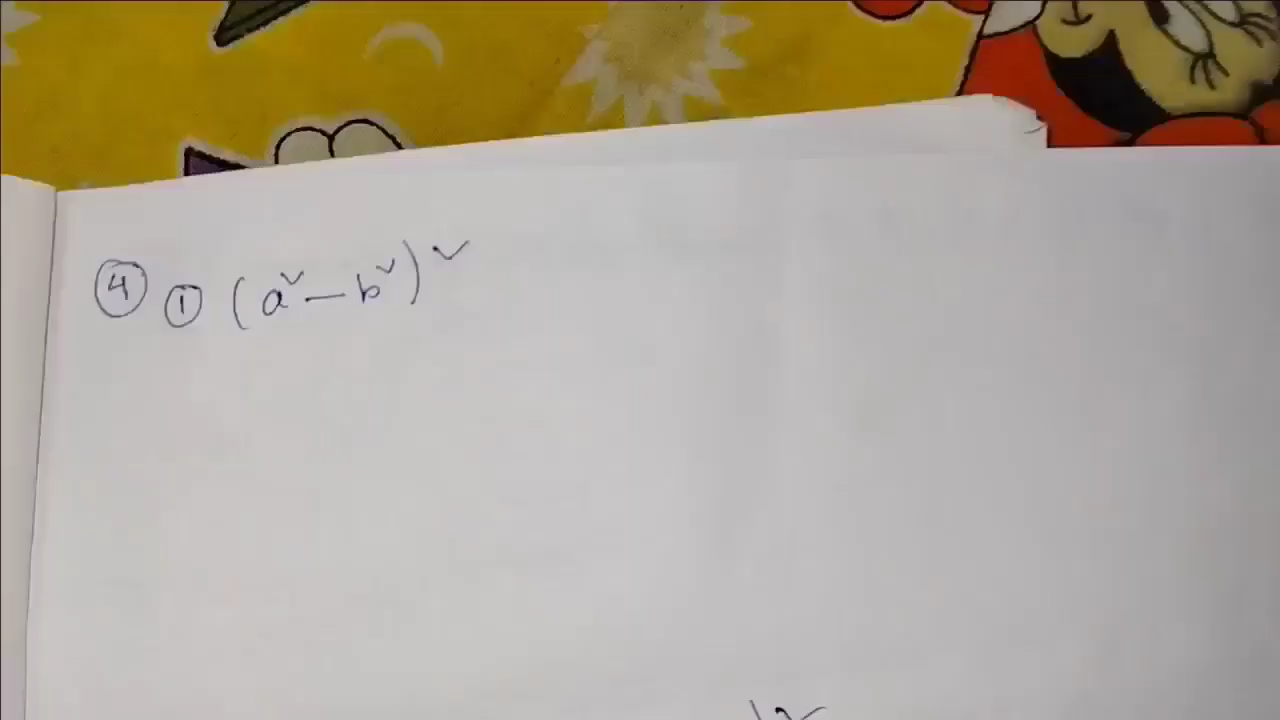 ④ ① (a² – b²)²